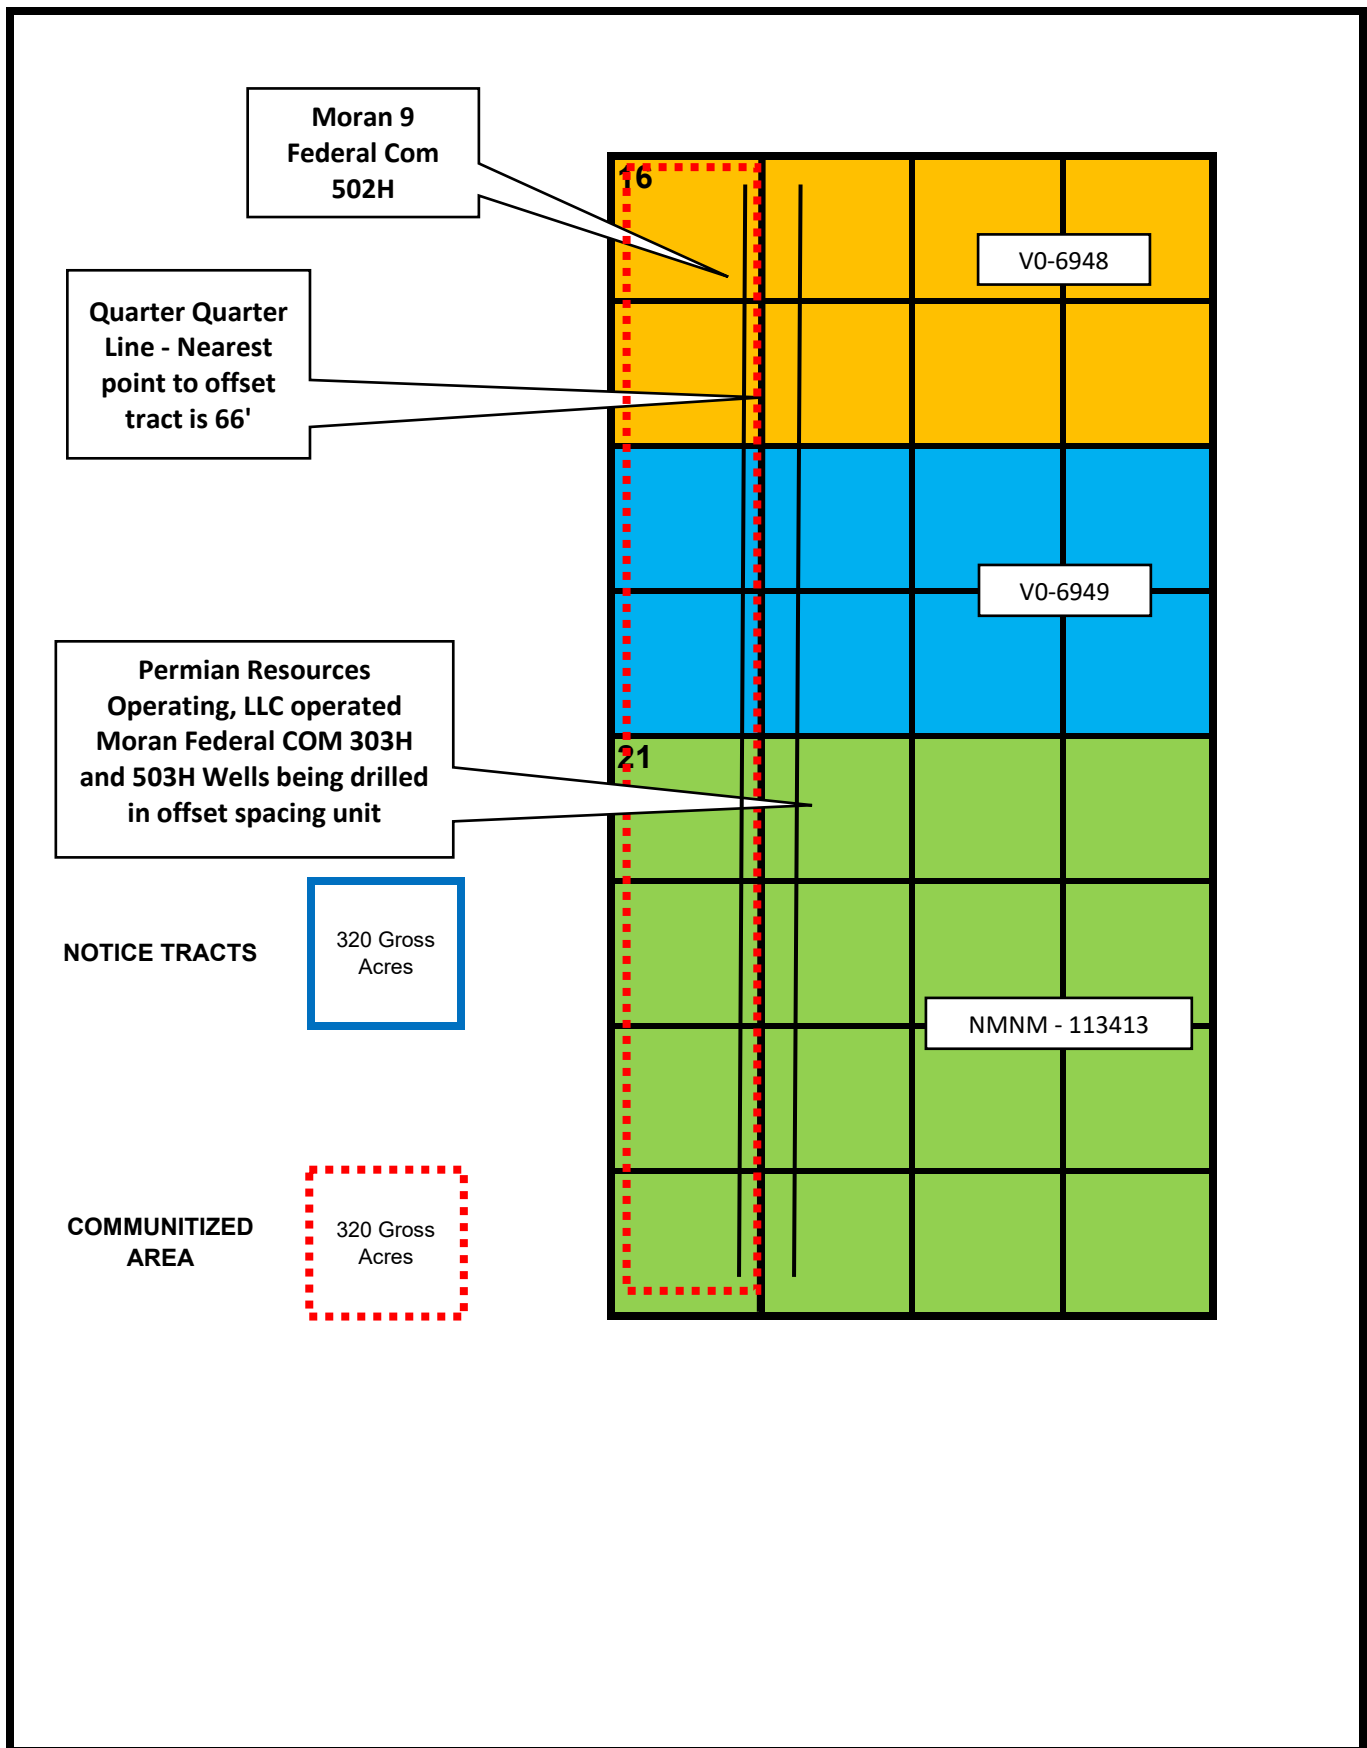 Moran 9
Federal Com
502H
16
V0-6948
Quarter Quarter
Line - Nearest
point to offset
tract is 66'
V0-6949
Permian Resources
Operating, LLC operated
Moran Federal COM 303H
and 503H Wells being drilled
in offset spacing unit
21
NOTICE TRACTS
320 Gross
Acres
NMNM - 113413
COMMUNITIZED
AREA
320 Gross
Acres